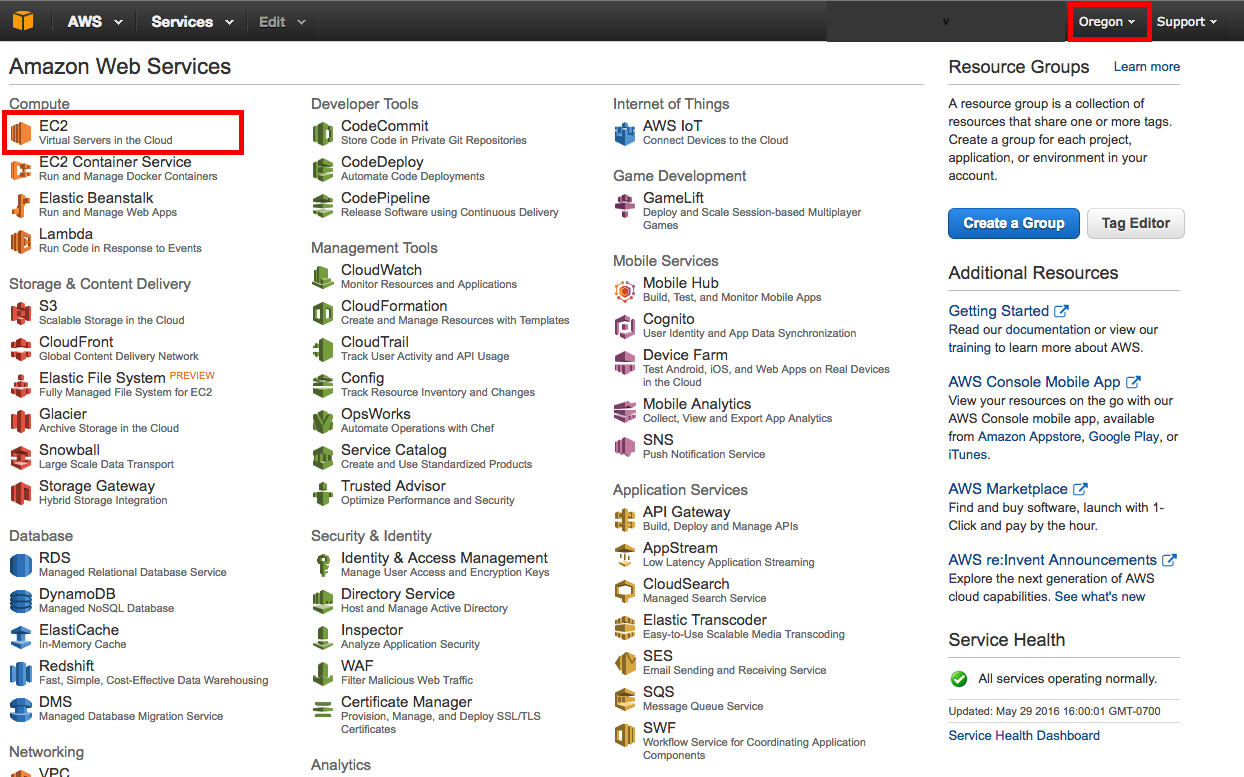 AWS Services Edit Oregon Support
Amazon Web Services
Compute
EC2
Virtual Servers in the Cloud
EC2 Container Service
Run and Manage Docker Containers
Elastic Beanstalk
Run and Manage Web Apps
Lambda
Run Code in Response to Events
Storage & Content Delivery
S3
Scalable Storage in the Cloud
CloudFront
Global Content Delivery Network
Elastic File System PREVIEW
Fully Managed File System for EC2
Glacier
Archive Storage in the Cloud
Snowball
Large Scale Data Transport
Storage Gateway
Hybrid Storage Integration
Database
RDS
Managed Relational Database Service
DynamoDB
Managed NoSQL Database
ElastiCache
In-Memory Cache
Redshift
Fast, Simple, Cost-Effective Data Warehousing
DMS
Managed Database Migration Service
Networking
VPC
Developer Tools
CodeCommit
Store Code in Private Git Repositories
CodeDeploy
Automate Code Deployments
CodePipeline
Release Software using Continuous Delivery
Management Tools
CloudWatch
Monitor Resources and Applications
CloudFormation
Create and Manage Resources with Templates
CloudTrail
Track User Activity and API Usage
Config
Track Resource Inventory and Changes
OpsWorks
Automate Operations with Chef
Service Catalog
Create and Use Standardized Products
Trusted Advisor
Optimize Performance and Security
Security & Identity
Identity & Access Management
Manage User Access and Encryption Keys
Directory Service
Host and Manage Active Directory
Inspector
Analyze Application Security
WAF
Filter Malicious Web Traffic
Certificate Manager
Provision, Manage, and Deploy SSL/TLS
Certificates
Analytics
Internet of Things
AWS IoT
Connect Devices to the Cloud
Game Development
GameLift
Deploy and Scale Session-based Multiplayer
Games
Mobile Services
Mobile Hub
Build, Test, and Monitor Mobile Apps
Cognito
User Identity and App Data Synchronization
Device Farm
Test Android, iOS, and Web Apps on Real Devices
in the Cloud
Mobile Analytics
Collect, View and Export App Analytics
SNS
Push Notification Service
Application Services
API Gateway
Build, Deploy and Manage APIs
AppStream
Low Latency Application Streaming
CloudSearch
Managed Search Service
Elastic Transcoder
Easy-to-Use Scalable Media Transcoding
SES
Email Sending and Receiving Service
SQS
Message Queue Service
SWF
Workflow Service for Coordinating Application
Components
Resource Groups Learn more
A resource group is a collection of
resources that share one or more tags.
Create a group for each project,
application, or environment in your
account.
Create a Group Tag Editor
Additional Resources
Getting Started
Read our documentation or view our
training to learn more about AWS.
AWS Console Mobile App
View your resources on the go with our
AWS Console mobile app, available
from Amazon Appstore, Google Play, or
iTunes.
AWS Marketplace
Find and buy software, launch with 1-
Click and pay by the hour.
AWS re:Invent Announcements
Explore the next generation of AWS
cloud capabilities. See what's new
Service Health
All services operating normally.
Updated: May 29 2016 16:00:01 GMT-0700
Service Health Dashboard